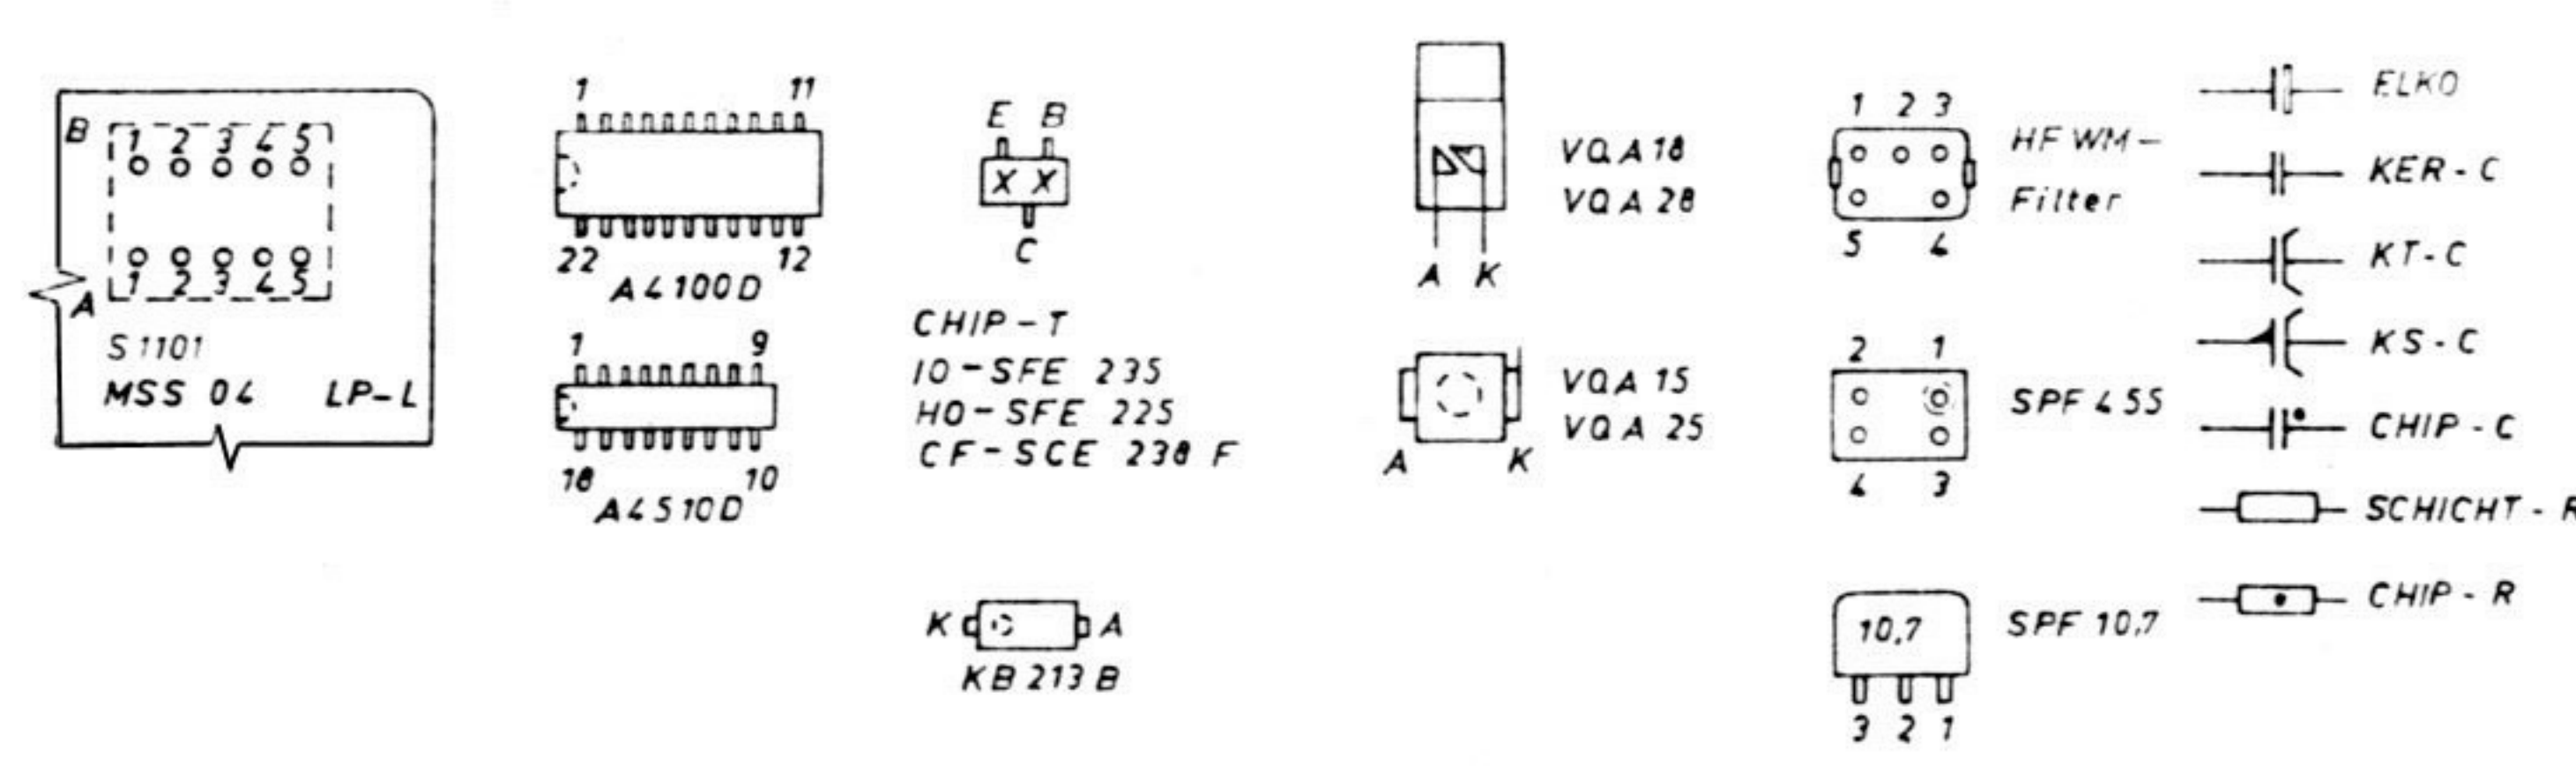 B
1 2 3 4 5
1 2 3 4 5
A
S 1101
MSS 04 LP-L
1 11
22 12
A4100D
1 9
18 10
A4510D
E B
X X
C
CHIP-T
IO-SFE 235
HO-SFE 225
CF-SCE 238 F
K A
KB 213 B
A K
VQA 18
VQA 28
A K
VQA 15
VQA 25
1 2 3
5 4
HF WM-
Filter
2 1
4 3
SPF 455
10,7
3 2 1
SPF 10,7
ELKO
KER-C
KT-C
KS-C
CHIP-C
SCHICHT-R
CHIP-R